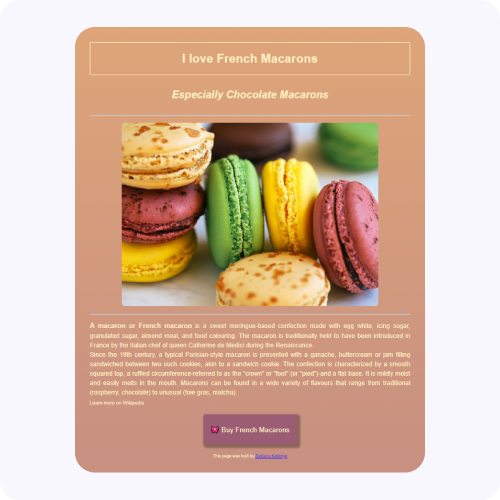 I love French Macarons
Especially Chocolate Macarons
A macaron or French macaron is a sweet meringue-based confection made with egg white, icing sugar,
granulated sugar, almond meal, and food colouring. The macaron is traditionally held to have been introduced in
France by the Italian chef of queen Catherine de Medici during the Renaissance.
Since the 19th century, a typical Parisian-style macaron is presented with a ganache, buttercream or jam filling
sandwiched between two such cookies, akin to a sandwich cookie. The confection is characterized by a smooth
squared top, a ruffled circumference-referred to as the "crown" or "foot" (or "pied")-and a flat base. It is mildly moist
and easily melts in the mouth. Macarons can be found in a wide variety of flavours that range from traditional
(raspberry, chocolate) to unusual (foie gras, matcha).
Learn more on Wikipedia
Buy French Macarons
This page was built by